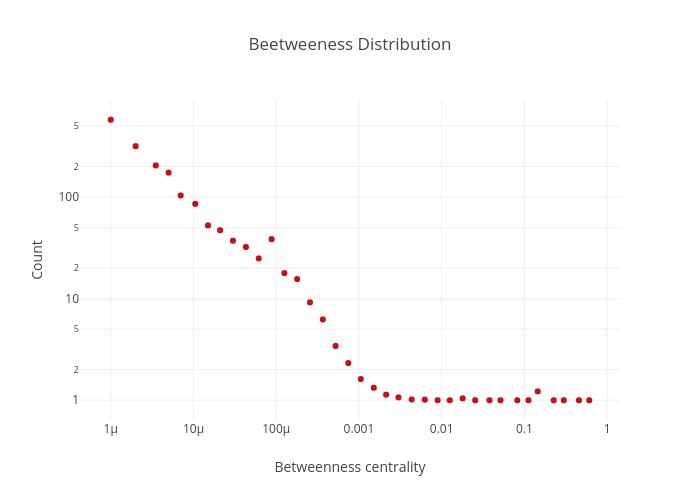 Beetweeness Distribution
5
2
100
5
2
10
5
2
1
Count
1μ 10μ 100μ 0.001 0.01 0.1 1
Betweenness centrality